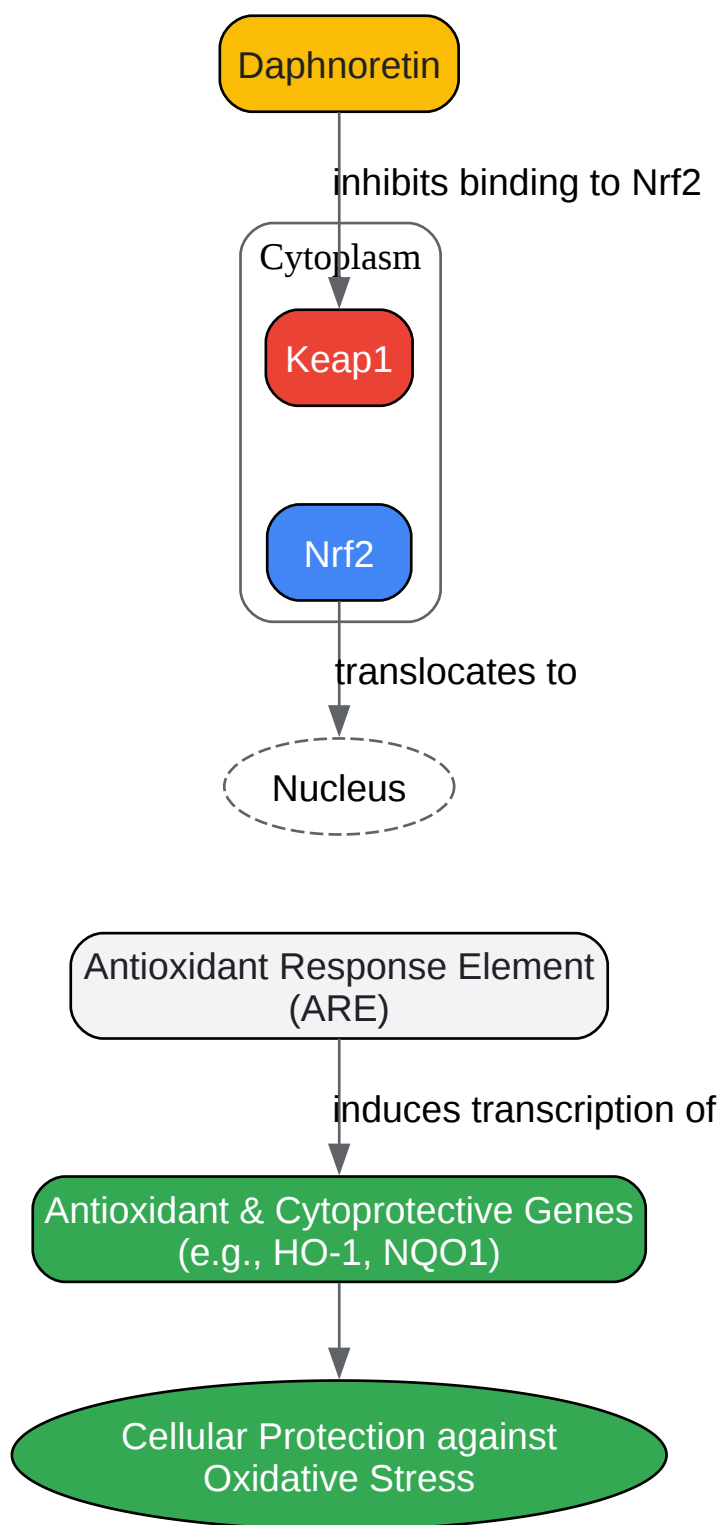 Daphnoretin
inhibits binding to Nrf2
Cytoplasm
Keap1
Nrf2
translocates to
Nucleus
Antioxidant Response Element
(ARE)
induces transcription of
Antioxidant & Cytoprotective Genes
(e.g., HO-1, NQO1)
Cellular Protection against
Oxidative Stress